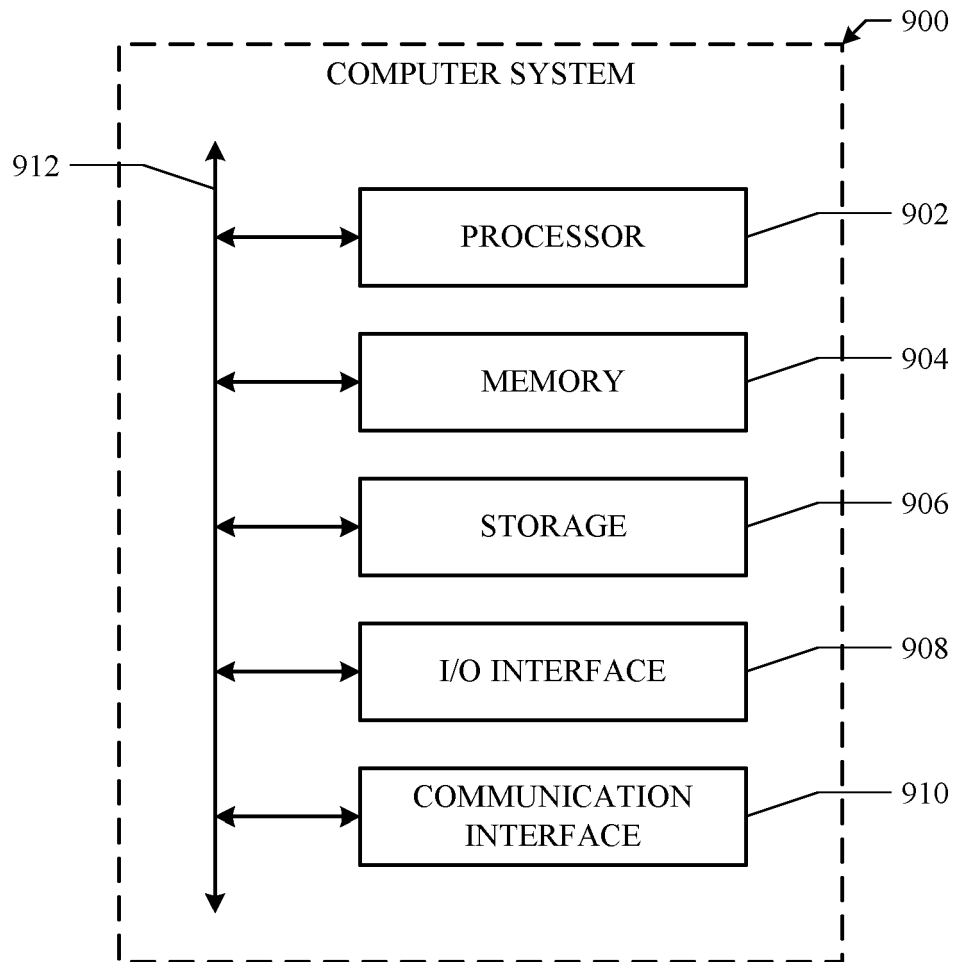 900
COMPUTER SYSTEM
912
PROCESSOR
902
MEMORY
904
STORAGE
906
I/O INTERFACE
908
COMMUNICATION
INTERFACE
910